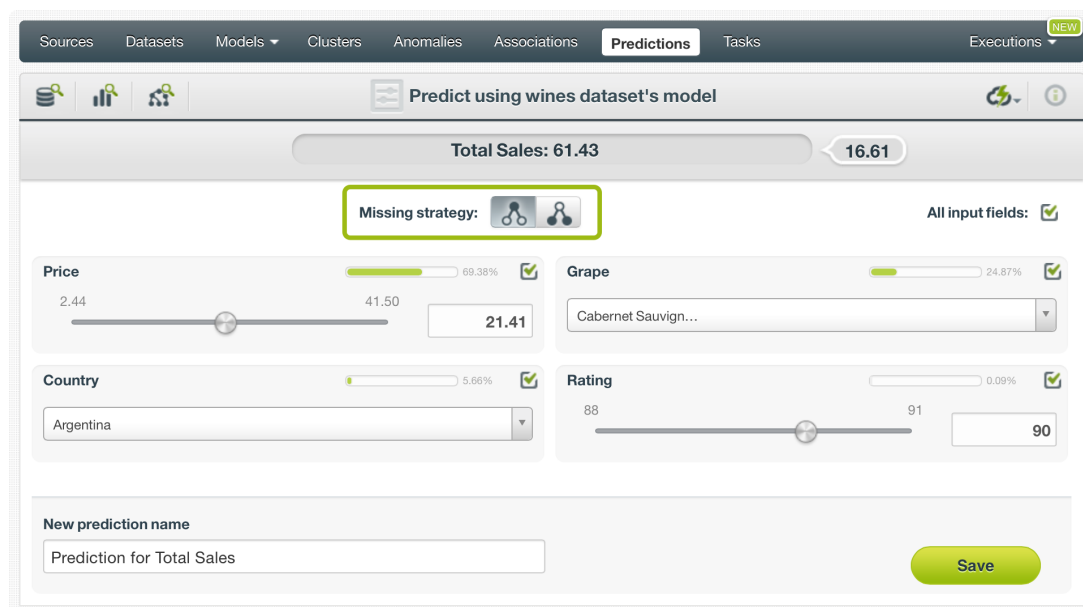 Sources Datasets Models Clusters Anomalies Associations Predictions Tasks Executions NEW
Predict using wines dataset's model
Total Sales: 61.43 16.61
Missing strategy: All input fields:
Price 69.38%
2.44 41.50
21.41
Grape 24.87%
Cabernet Sauvign...
Country 5.66%
Argentina
Rating 0.09%
88 91
90
New prediction name
Prediction for Total Sales
Save